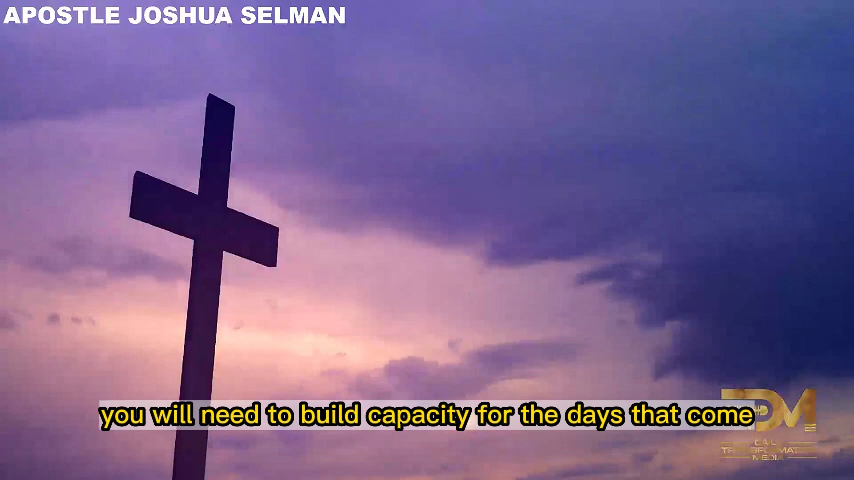 APOSTLE JOSHUA SELMAN
you will need to build capacity for the days that come